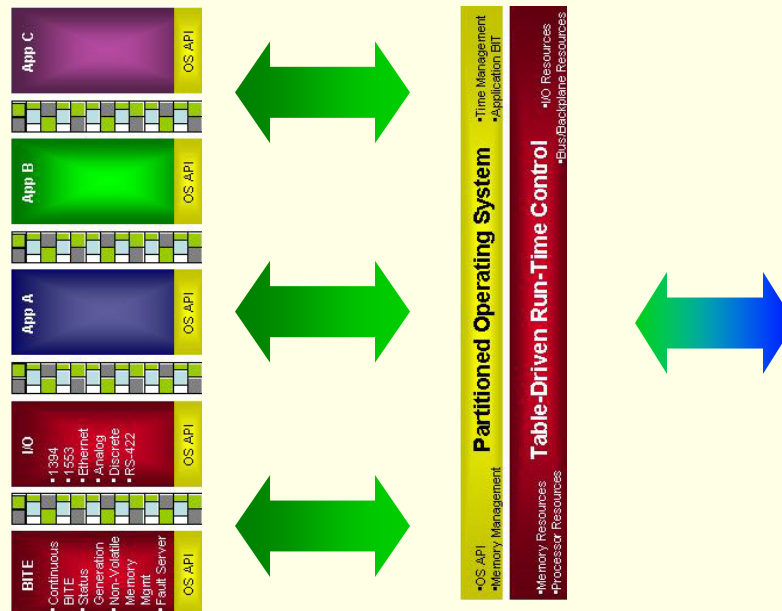 BITE
▪Continuous
BITE
▪Status
Generation
▪Non-Volatile
Memory
Mgmt
▪Fault Server
OS API
I/O
▪1394
▪1553
▪Ethernet
▪Analog
▪Discrete
▪RS-422
OS API
App A
OS API
App B
OS API
App C
OS API
Partitioned Operating System
▪OS API
▪Memory Management
▪Time Management
▪Application BIT
Table-Driven Run-Time Control
▪Memory Resources
▪Processor Resources
▪I/O Resources
▪Bus/Backplane Resources